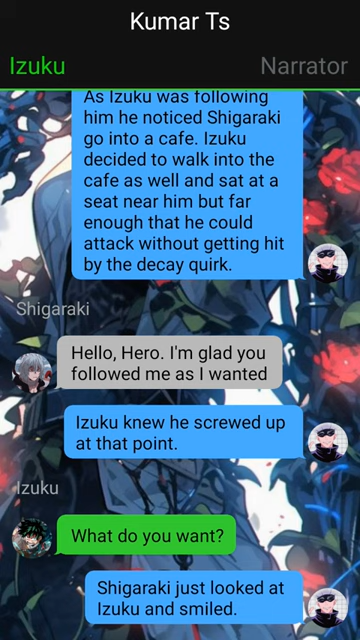 Kumar Ts
Izuku
Narrator
As Izuku was following
him he noticed Shigaraki
go into a cafe. Izuku
decided to walk into the
cafe as well and sat at a
seat near him but far
enough that he could
attack without getting hit
by the decay quirk.
Shigaraki
Hello, Hero. I'm glad you
followed me as I wanted
Izuku knew he screwed up
at that point.
Izuku
What do you want?
Shigaraki just looked at
Izuku and smiled.